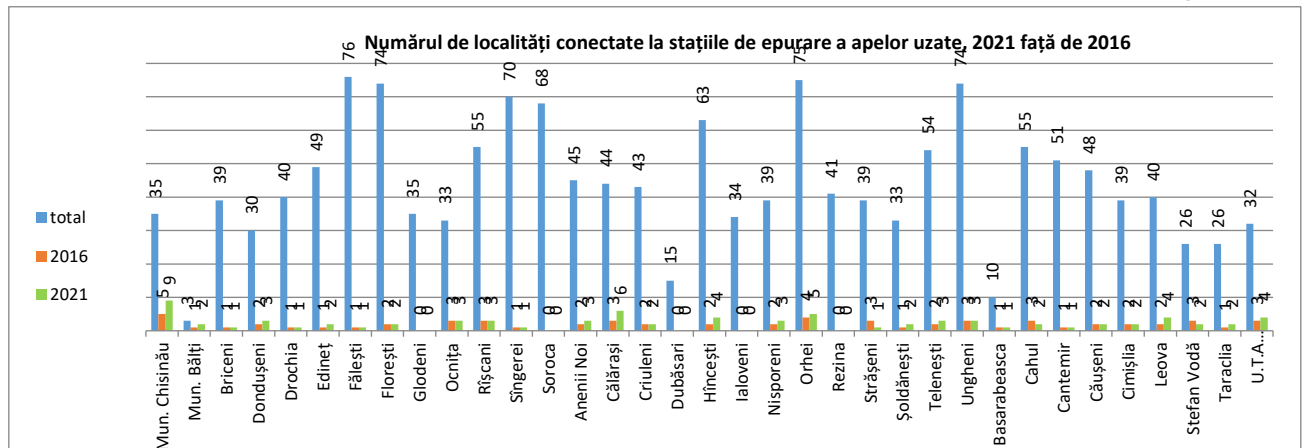 Numărul de localități conectate la stațiile de epurare a apelor uzate, 2021 față de 2016
35 3 39 30 40 49 76 74 35 33 55 70 68 45 44 43 15 63 34 39 75 41 39 33 54 74 10 55 51 48 39 40 26 26 32
5 1 1 2 1 1 1 2 0 3 3 1 0 2 3 2 0 2 0 2 4 0 3 1 2 3 1 3 1 2 2 2 3 1 3
9 2 1 3 1 2 1 2 0 3 3 1 0 3 6 2 0 4 0 3 5 0 1 2 3 3 1 2 1 2 2 4 2 2 4
total
2016
2021
Mun. Chisinău
Mun. Bălți
Briceni
Dondușeni
Drochia
Edineț
Fălești
Florești
Glodeni
Ocnița
Rîșcani
Sîngerei
Soroca
Anenii Noi
Călărași
Criuleni
Dubăsari
Hîncești
Ialoveni
Nisporeni
Orhei
Rezina
Strășeni
Șoldănești
Telenești
Ungheni
Basarabeasca
Cahul
Cantemir
Căușeni
Cimișlia
Leova
Stefan Vodă
Taraclia
U.T.A...